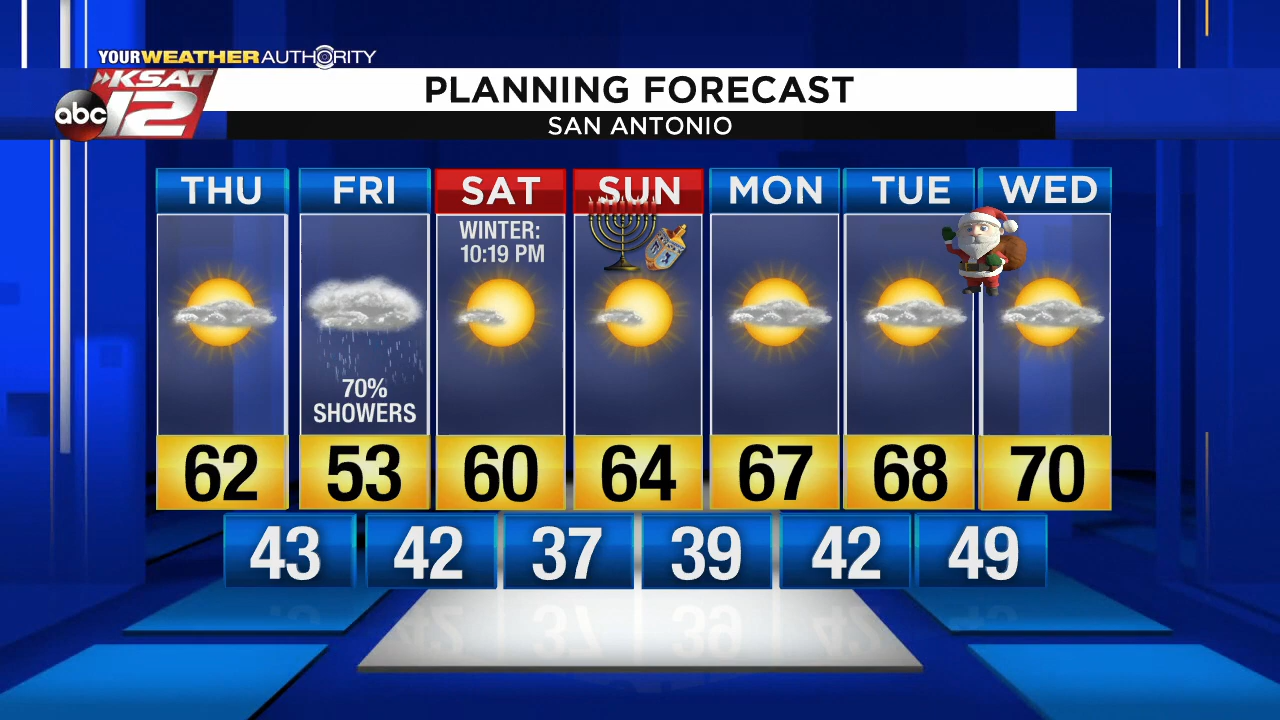 YOURWEATHERAUTHORITY
KSAT
abc 12
PLANNING FORECAST
SAN ANTONIO
THU FRI SAT SUN MON TUE WED
WINTER:
10:19 PM
70%
SHOWERS
62 53 60 64 67 68 70
43 42 37 39 42 49